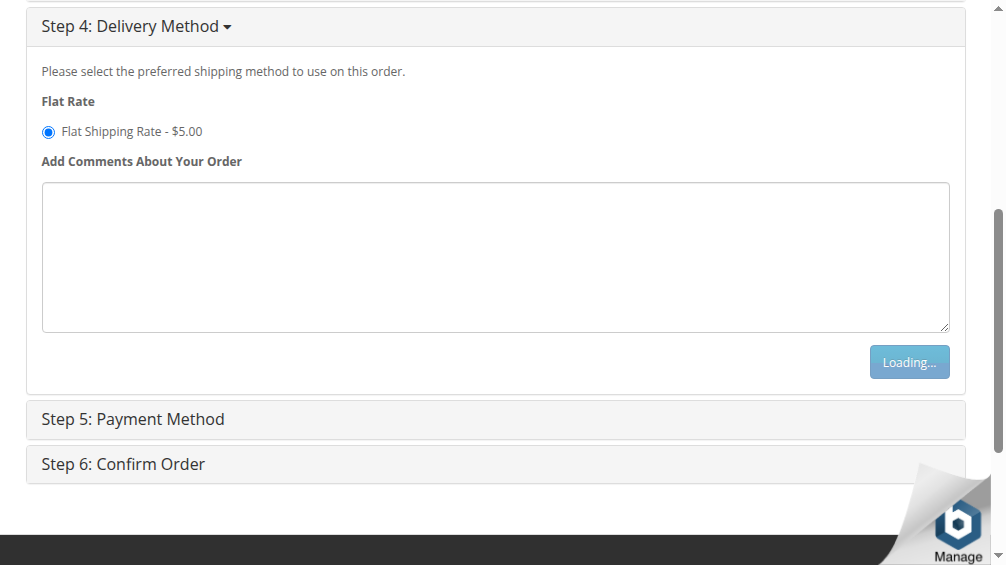 Step 4: Delivery Method
Please select the preferred shipping method to use on this order.
Flat Rate
Flat Shipping Rate - $5.00
Add Comments About Your Order
Loading...
Step 5: Payment Method
Step 6: Confirm Order
Manage